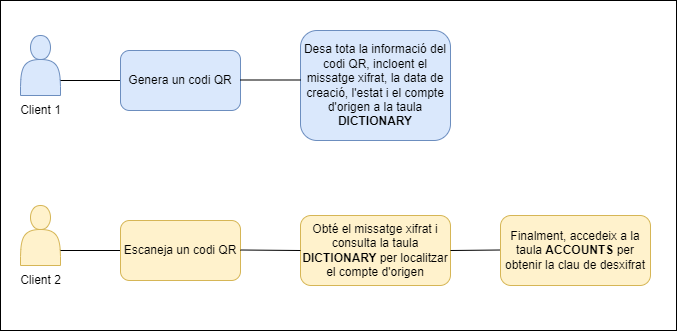 Client 1
Genera un codi QR
Desa tota la informació del
codi QR, incloent el
missatge xifrat, la data de
creació, l'estat i el compte
d'origen a la taula
DICTIONARY
Client 2
Escaneja un codi QR
Obté el missatge xifrat i
consulta la taula
DICTIONARY per localitzar
el compte d'origen
Finalment, accedeix a la
taula ACCOUNTS per
obtenir la clau de desxifrat